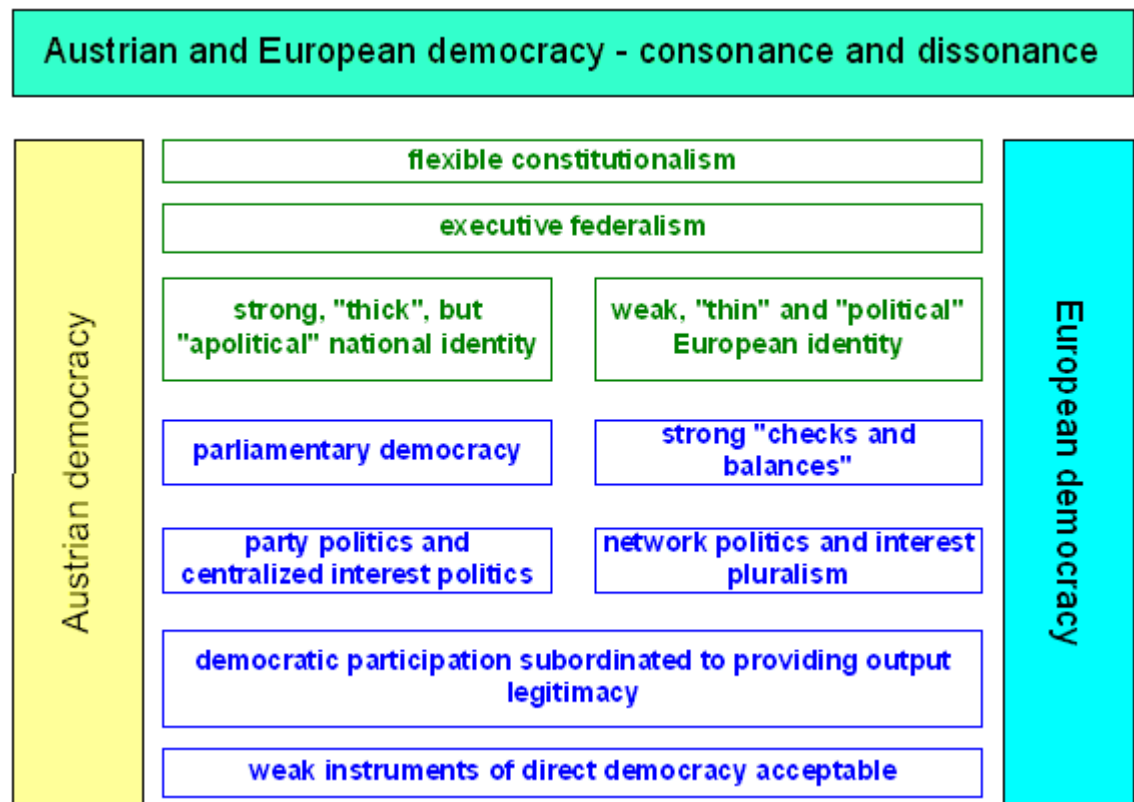 Austrian and European democracy - consonance and dissonance
Austrian democracy
flexible constitutionalism
executive federalism
strong, "thick", but
"apolitical" national identity
weak, "thin" and "political"
European identity
parliamentary democracy
strong "checks and
balances"
party politics and
centralized interest politics
network politics and interest
pluralism
democratic participation subordinated to providing output
legitimacy
weak instruments of direct democracy acceptable
European democracy